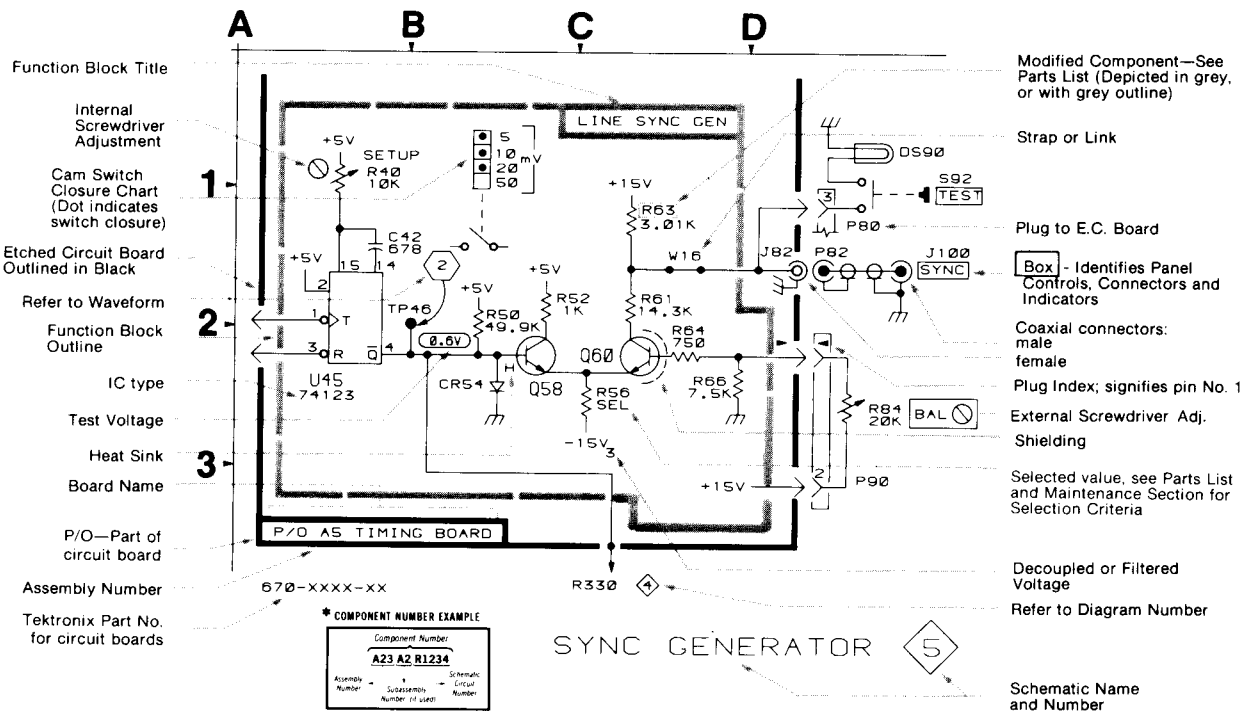 A B C D
Function Block Title
Internal
Screwdriver
Adjustment
Cam Switch
Closure Chart
(Dot indicates
switch closure)
Etched Circuit Board
Outlined in Black
Refer to Waveform
Function Block
Outline
IC type
Test Voltage
Heat Sink
Board Name
P/O—Part of
circuit board
Assembly Number
Tektronix Part No.
for circuit boards
1
2
3
LINE SYNC GEN
+5V
SETUP
R40
10K
5
10
20
50
mV
C42
678
+5V
15 14
2
1
T
3
R
Q
4
U45
74123
2
TP46
0.6V
+5V
R50
49.9K
CR54
H
+5V
R52
1K
Q58
+15V
R63
3.01K
W16
R61
14.3K
Q60
R64
750
R56
SEL
-15V3
R66
7.5K
+15V
DS90
S92
TEST
3
P80
J82
P82
J100
SYNC
R84
20K
BAL
2
P90
P/O A5 TIMING BOARD
670-XXXX-XX
R330
4
SYNC GENERATOR
5
* COMPONENT NUMBER EXAMPLE
Component Number
A23 A2 R1234
Assembly
Number
Subassembly
Number (if used)
Schematic
Circuit
Number
Modified Component—See
Parts List (Depicted in grey,
or with grey outline)
Strap or Link
Plug to E.C. Board
Box - Identifies Panel
Controls, Connectors and
Indicators
Coaxial connectors:
male
female
Plug Index; signifies pin No. 1
External Screwdriver Adj.
Shielding
Selected value, see Parts List
and Maintenance Section for
Selection Criteria
Decoupled or Filtered
Voltage
Refer to Diagram Number
Schematic Name
and Number